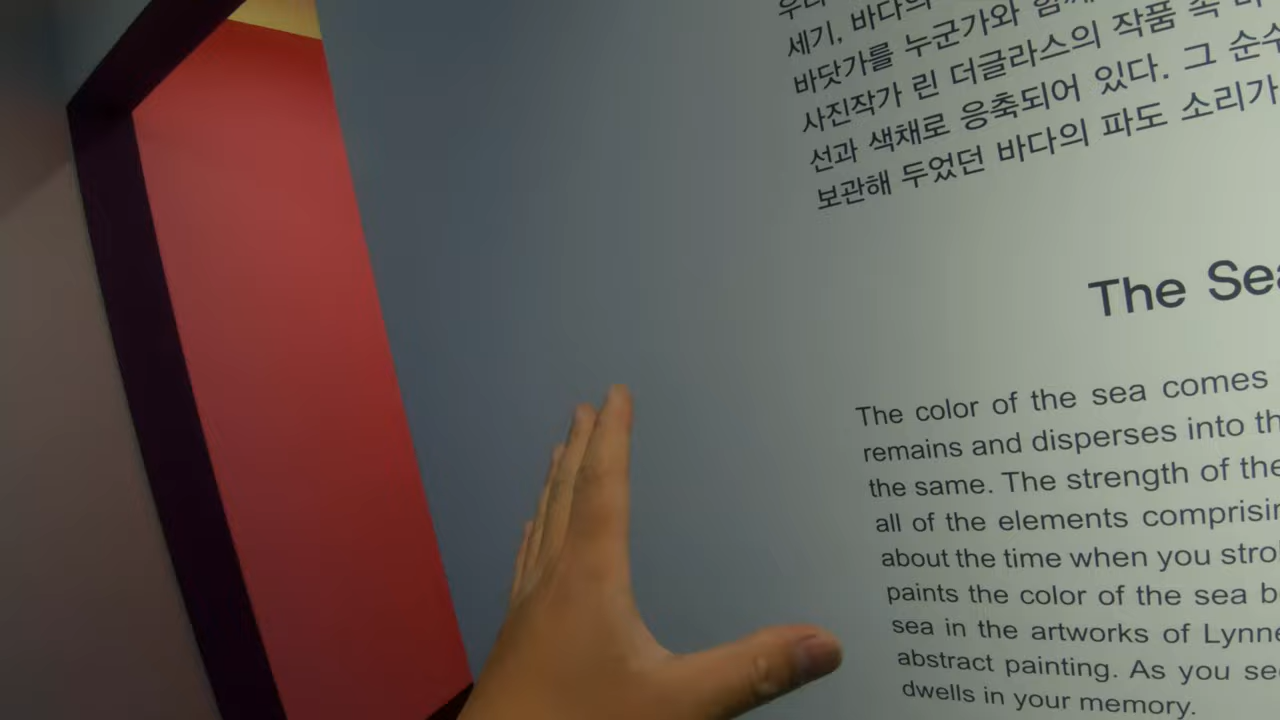 세기, 바다의
바닷가를 누군가와 함께
사진작가 린 더글라스의 작품 속
선과 색채로 응축되어 있다. 그 순수
보관해 두었던 바다의 파도 소리가
The Sea
The color of the sea comes
remains and disperses into
the same. The strength of the
all of the elements
about the time when you
paints the color of the sea
sea in the artworks of Lynne
abstract painting. As you
dwells in your memory.